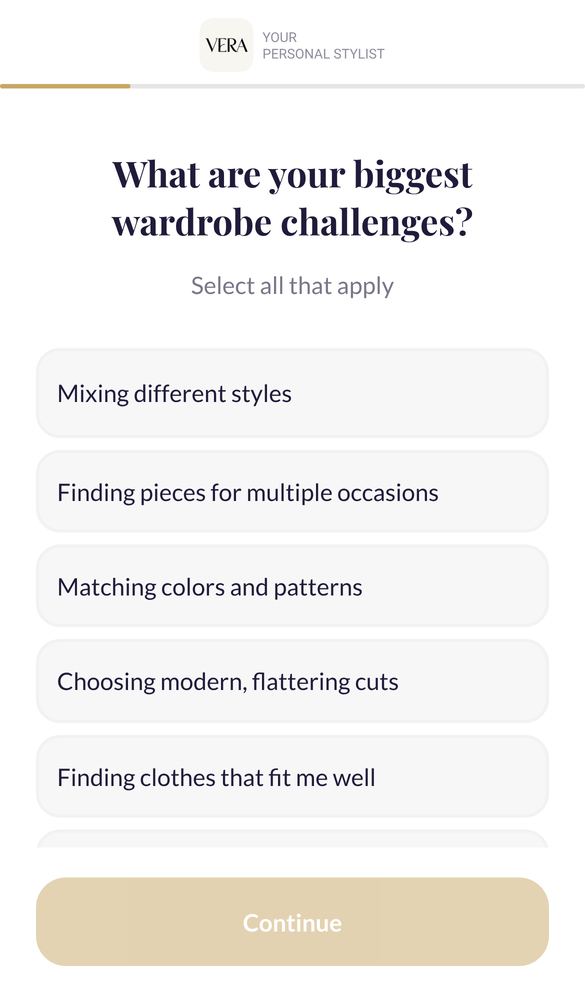 VERA
YOUR
PERSONAL STYLIST
What are your biggest
wardrobe challenges?
Select all that apply
Mixing different styles
Finding pieces for multiple occasions
Matching colors and patterns
Choosing modern, flattering cuts
Finding clothes that fit me well
Continue